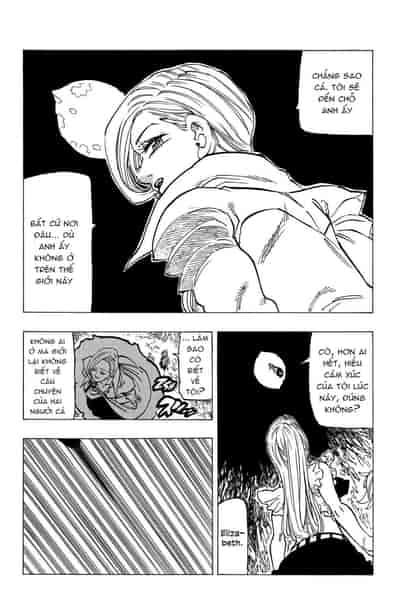 CHẲNG SAO
CẢ. TÔI SẼ
ĐẾN CHỖ
ANH ẤY
BẤT CỨ NƠI
ĐÂU... DÙ
ANH ẤY
KHÔNG Ở
TRÊN THẾ
GIỚI NÀY
CÔ, HƠN AI
HẾT, HIỂU
CẢM XÚC
CỦA TÔI LÚC
NÀY, ĐÚNG
KHÔNG?
... LÀM
SAO
CÔ
BIẾT
VỀ
TÔI?
KHÔNG AI
Ở MA GIỚI
LẠI KHÔNG
BIẾT VỀ
CÂU
CHUYỆN
CỦA HAI
NGƯỜI CẢ
Eliza-
beth.